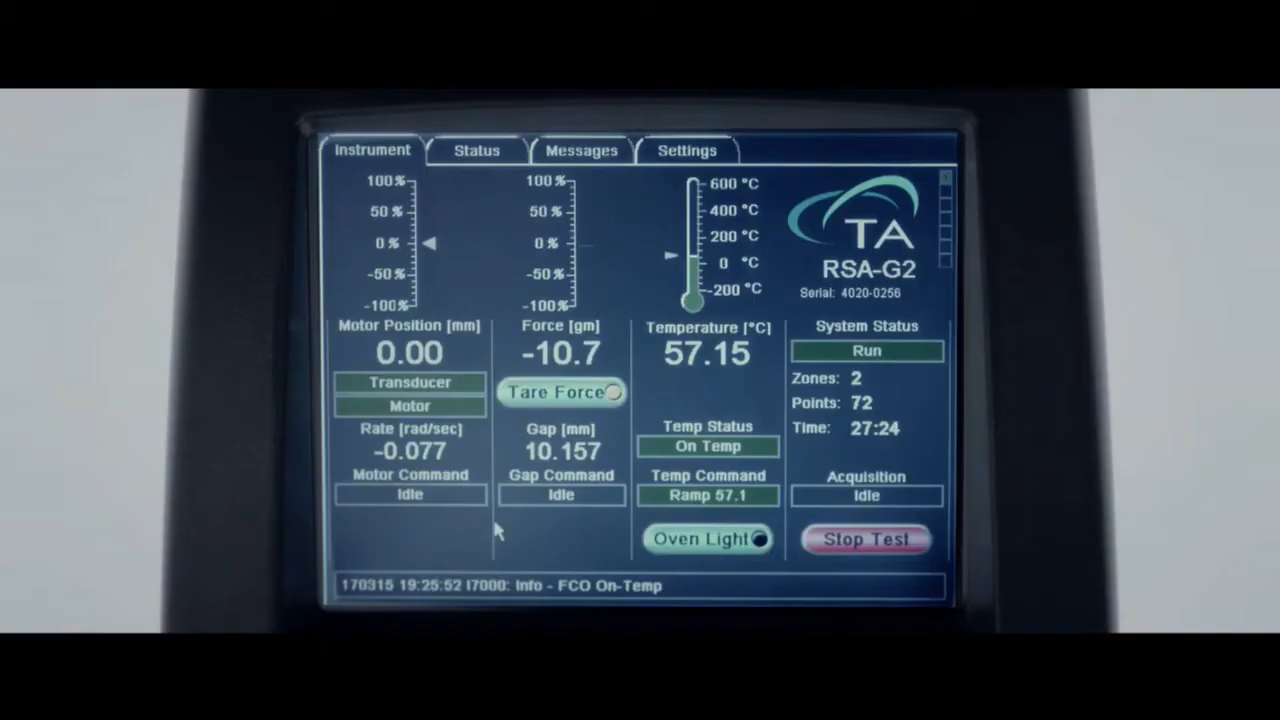 Instrument Status Messages Settings
100%
50 %
0 %
-50%
-100%
Motor Position [mm]
0.00
Transducer
Motor
Rate [rad/sec]
-0.077
Motor Command
Idle
100%
50%
0%
-50%
-100%
Force [gm]
-10.7
Tare Force
Gap [mm]
10.157
Gap Command
Idle
600 °C
400 °C
200 °C
0 °C
-200 °C
Temperature [°C]
57.15
Temp Status
On Temp
Temp Command
Ramp 57.1
Oven Light
TA
RSA-G2
Serial: 4020-0256
System Status
Run
Zones: 2
Points: 72
Time: 27:24
Acquisition
Idle
Stop Test
170315 19:25:52 I7000: Info - FCO On-Temp